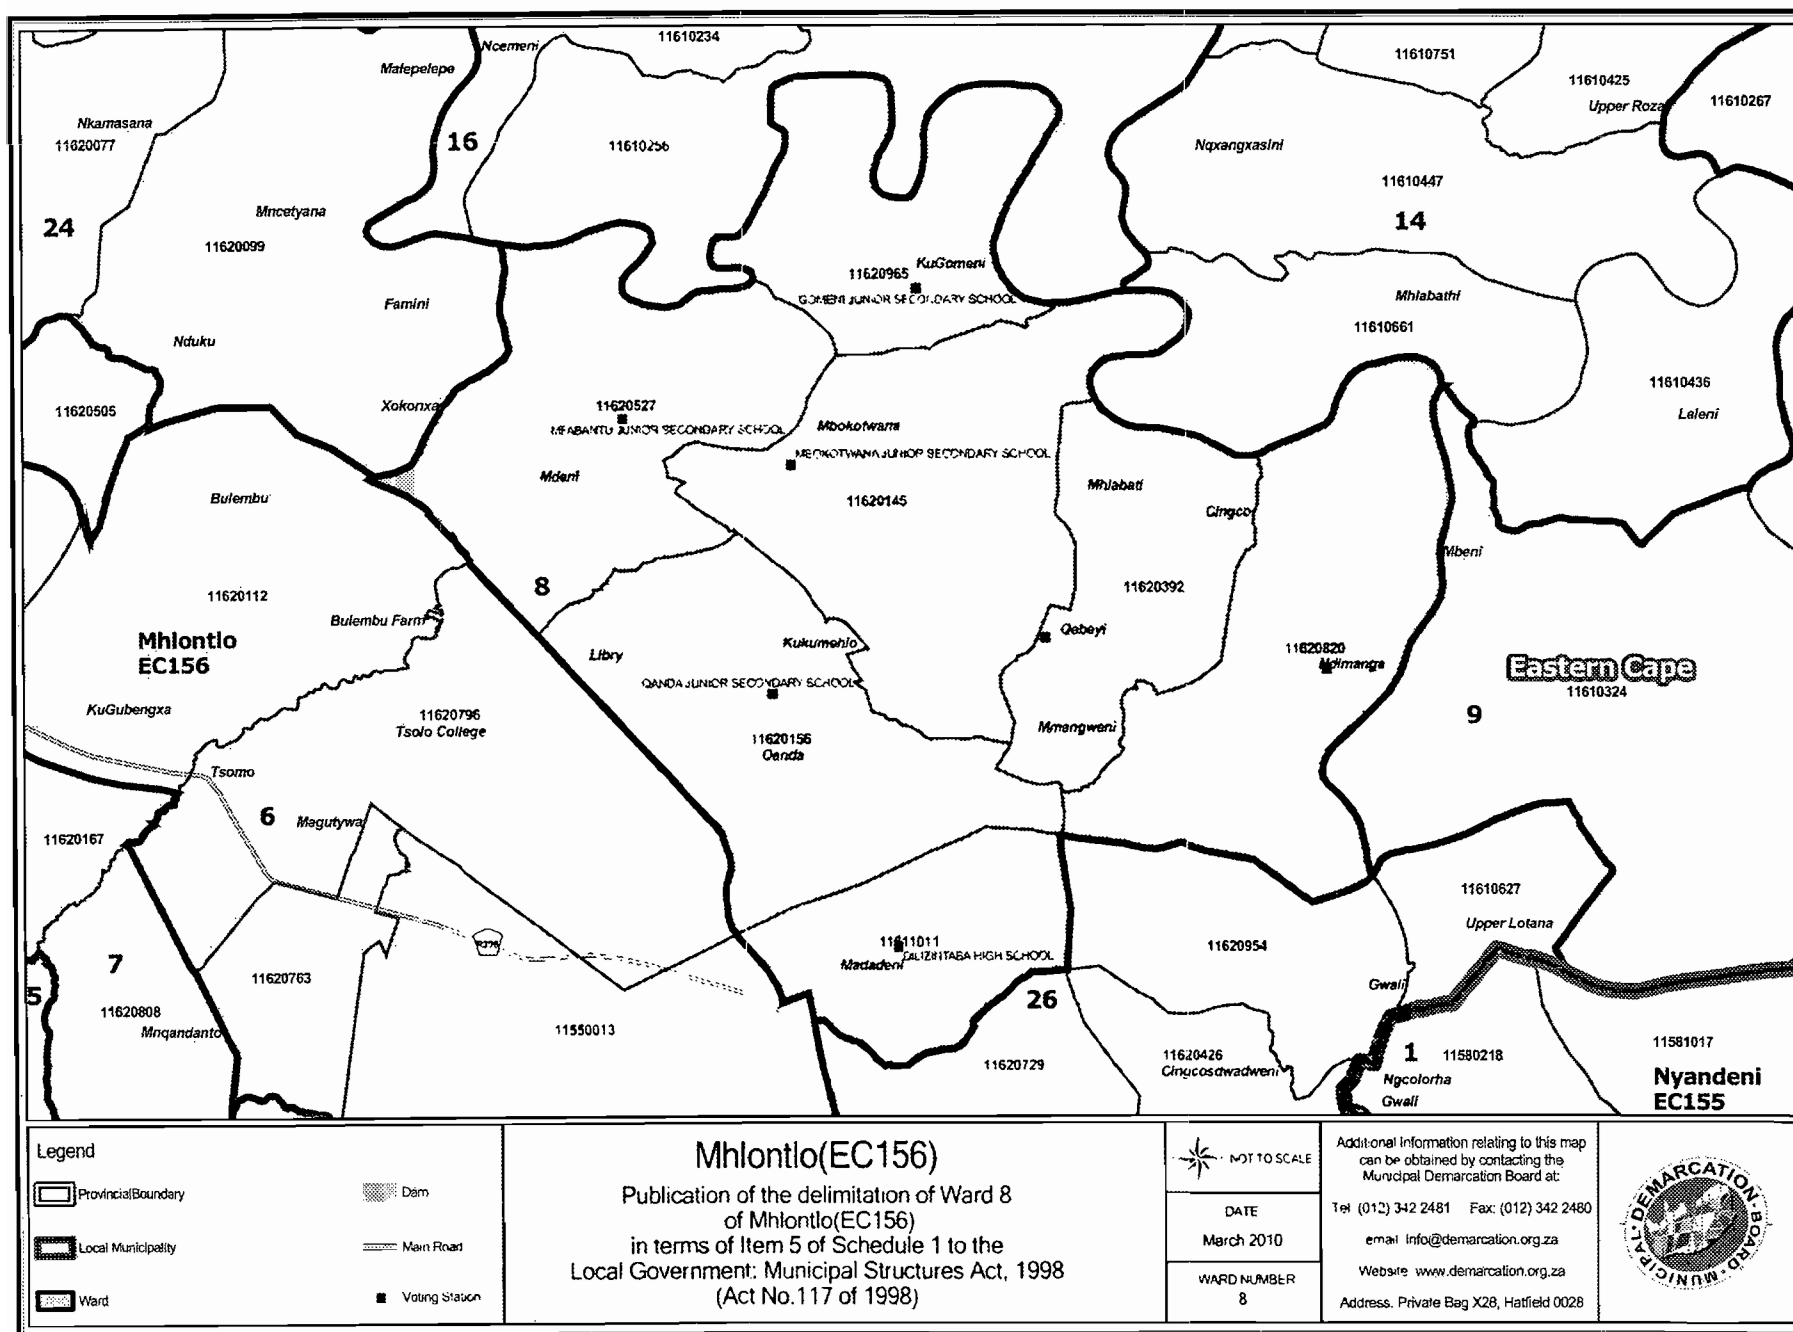 11610234
Ncemeni
Matepelepe
11610751
11610425
Upper Roza
11610267
Nkamasana
11620077
16
11610256
Nqxangxasini
11610447
14
24
Mncetyana
11620099
KuGomeni
11620965
GOMENI JUNIOR SECONDARY SCHOOL
Famini
Mhlabathi
11610661
Nduku
11620505
Xokonxa
11620527
MFABANTU JUNIOR SECONDARY SCHOOL
Mbokotwana
MBOKOTWANA JUNIOR SECONDARY SCHOOL
11610436
Laleni
Mdeni
11620145
Mhlabati
Cingco
Bulembu
Mbeni
11620112
8
11620392
Bulembu Farm
Mhlontlo
EC156
Libry
Kukumehlo
Qebeyi
11620820
Ndimanga
Eastern Cape
11610324
QANDA JUNIOR SECONDARY SCHOOL
KuGubengxa
11620796
Tsolo College
11620156
Qanda
Mmangweni
9
Tsomo
6
Magutywa
11620167
11610627
Upper Lotana
11611011
Madadeni
DILIZINTABA HIGH SCHOOL
11620954
7
11620763
5
26
Gwali
11620808
Mnqandanto
11550013
11620729
11620426
Cingcosdwadweni
1
11580218
Ngcolorha
Gwali
11581017
Nyandeni
EC155
Legend
Provincial Boundary
Dam
Local Municipality
Main Road
Ward
Voting Station
Mhlontlo(EC156)
Publication of the delimitation of Ward 8
of Mhlontlo(EC156)
in terms of Item 5 of Schedule 1 to the
Local Government: Municipal Structures Act, 1998
(Act No.117 of 1998)
NOT TO SCALE
DATE
March 2010
WARD NUMBER
8
Additional Information relating to this map
can be obtained by contacting the
Municipal Demarcation Board at:
Tel (012) 342 2481 Fax: (012) 342 2480
email Info@demarcation.org.za
Website www.demarcation.org.za
Address. Private Bag X28, Hatfield 0028
MUNICIPAL DEMARCATION BOARD